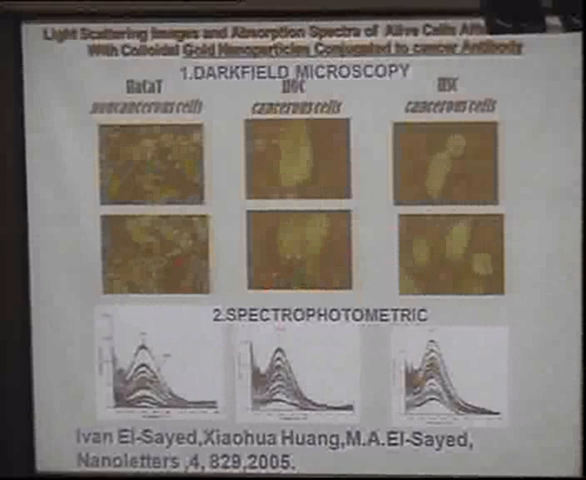 Light Scattering Images and Absorption Spectra of Alive Cells
With Colloidal Gold Nanoparticles Conjugated to cancer Antibody
1.DARKFIELD MICROSCOPY
HaCaT HOC HSC
noncancerous cells cancerous cells cancerous cells
2.SPECTROPHOTOMETRIC
Ivan El-Sayed,Xiaohua Huang,M.A.El-Sayed,
Nanoletters ,4, 829,2005.